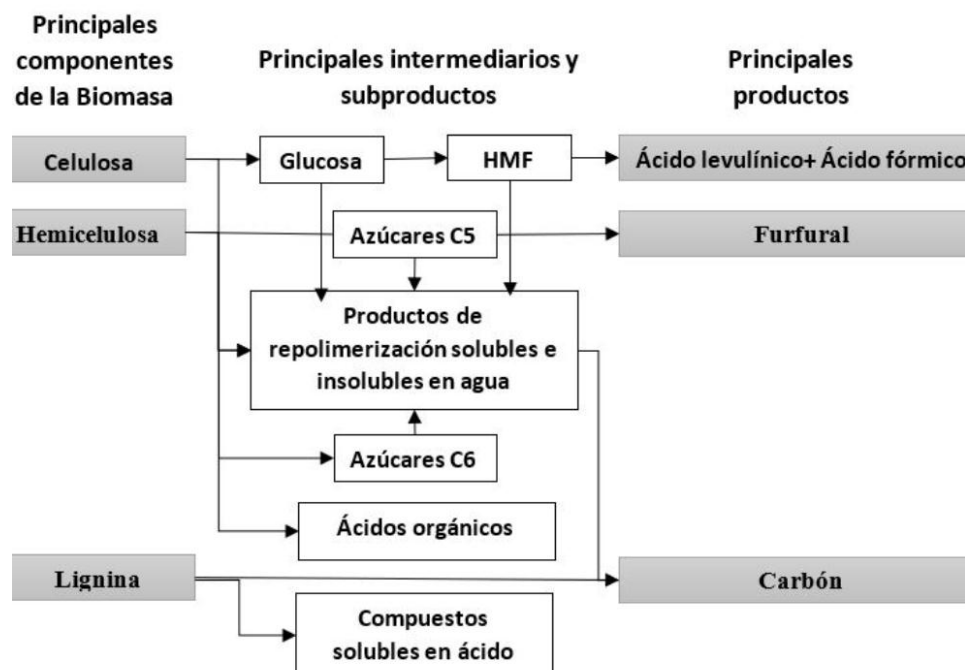 Principales
componentes
de la Biomasa
Principales intermediarios y
subproductos
Principales
productos
Celulosa
Glucosa
HMF
Ácido levulínico+ Ácido fórmico
Hemicelulosa
Azúcares C5
Furfural
Productos de
repolimerización solubles e
insolubles en agua
Azúcares C6
Ácidos orgánicos
Lignina
Carbón
Compuestos
solubles en ácido